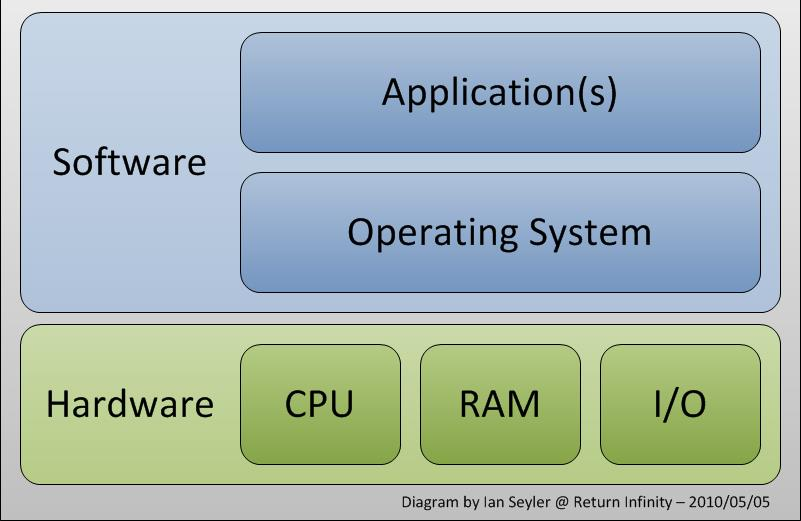 Application(s)
Software
Operating System
Hardware
CPU
RAM
I/O
Diagram by Ian Seyler @ Return Infinity – 2010/05/05